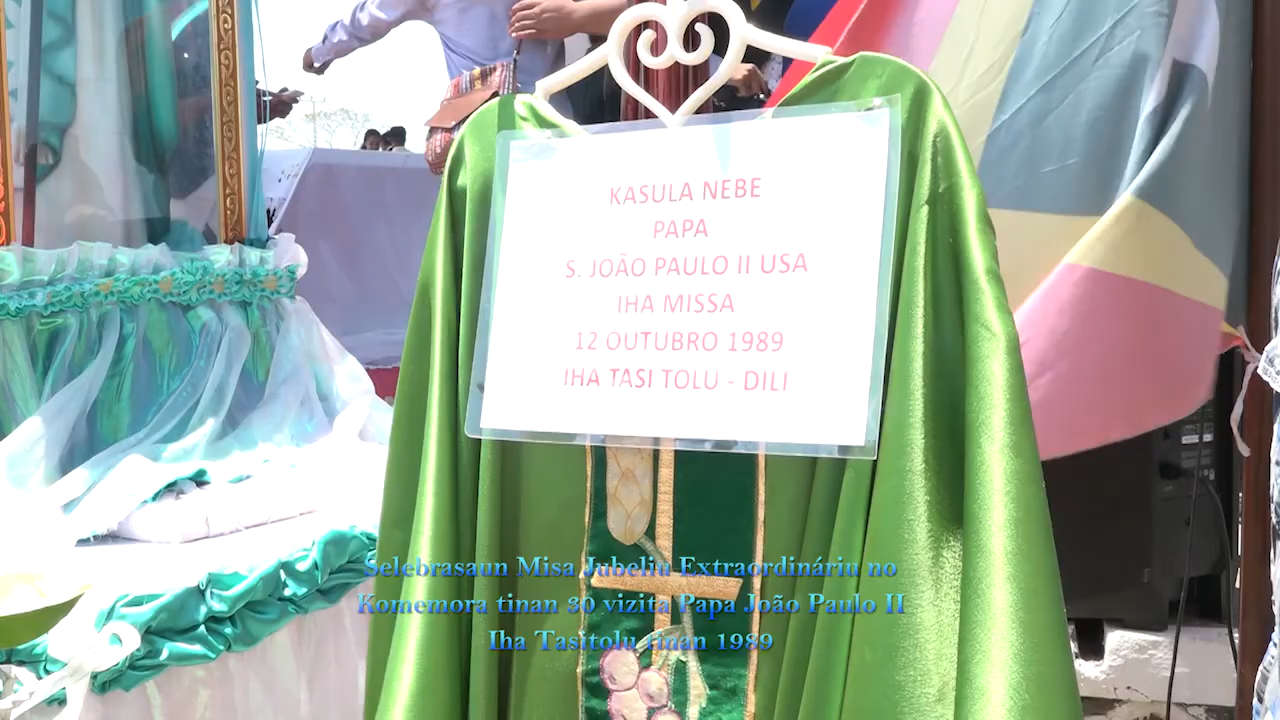 KASULA NEBE
PAPA
S. JOÃO PAULO II USA
IHA MISSA
12 OUTUBRO 1989
IHA TASI TOLU - DILI
Selebrasaun Misa Jubeliu Extraordináriu no
Komemora tinan 30 vizita Papa João Paulo II
Iha Tasitolu tinan 1989